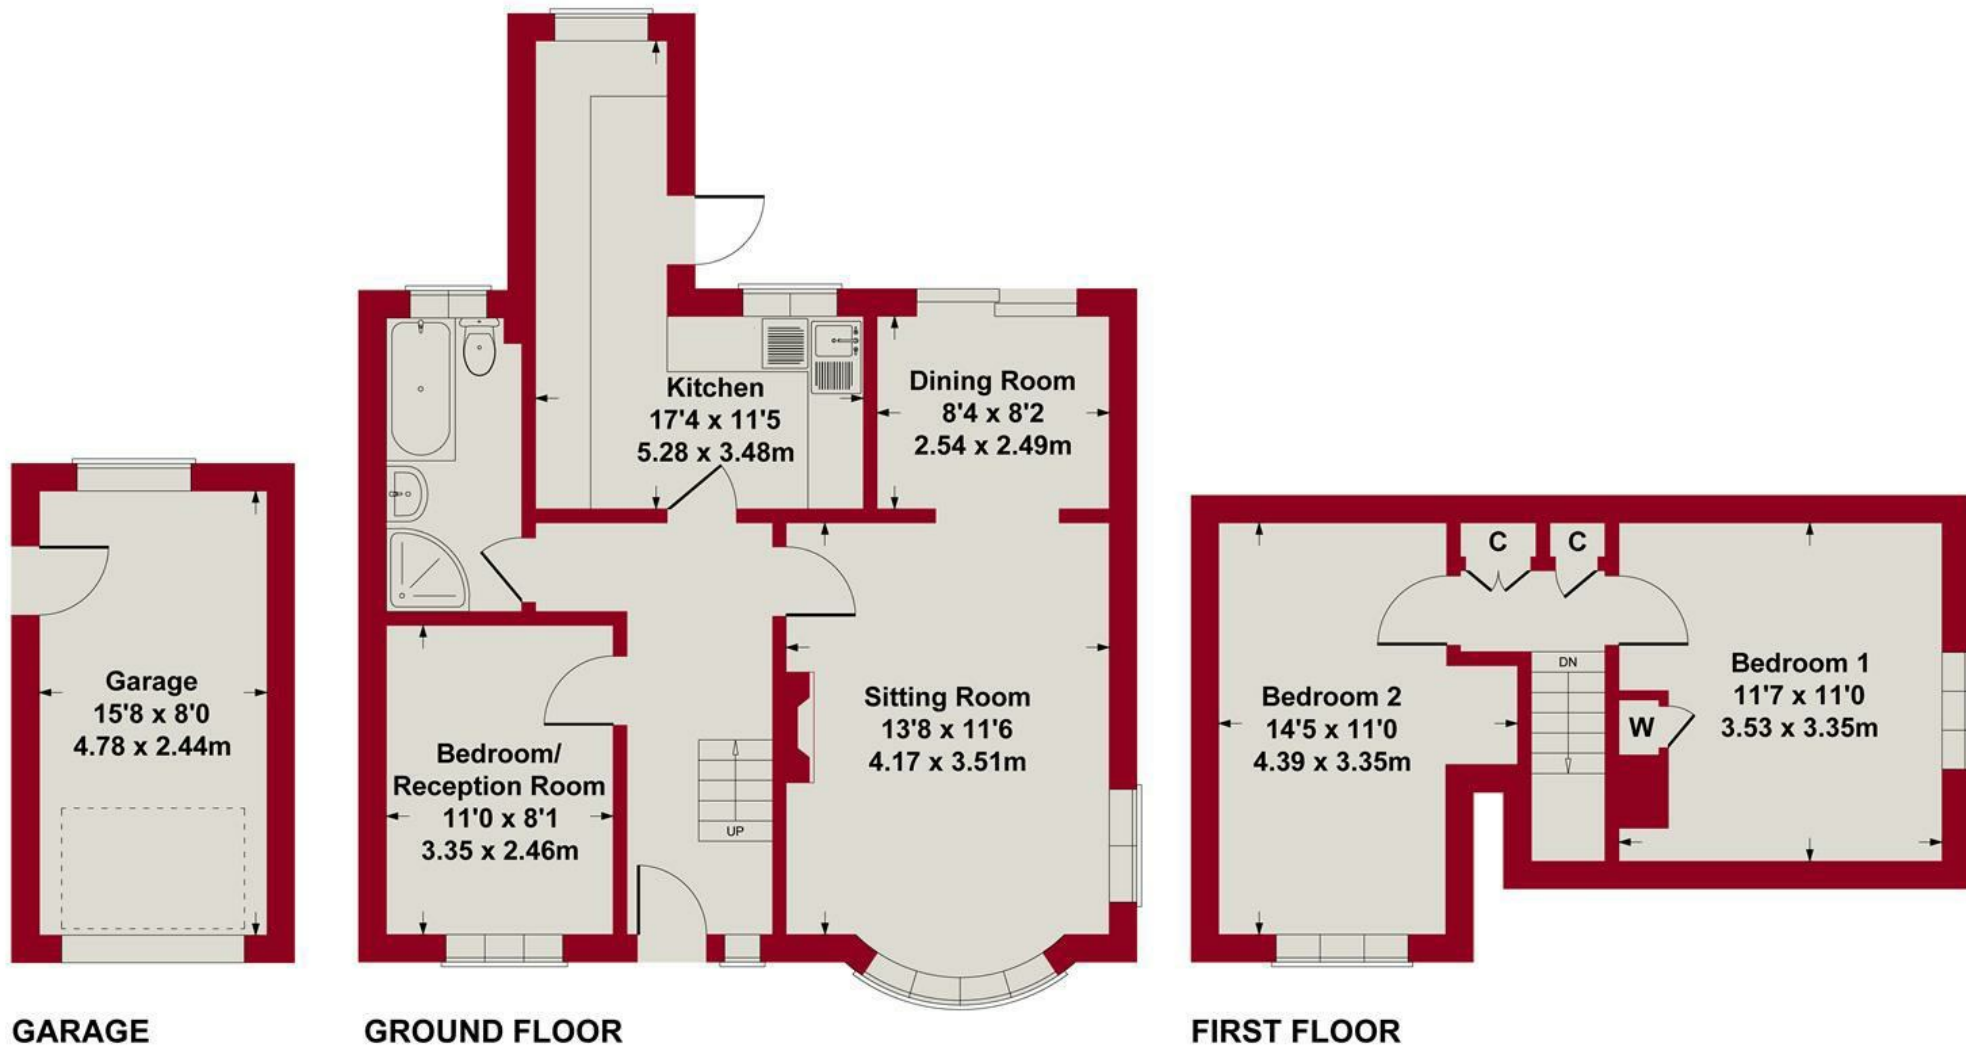 Kitchen
17'4 x 11'5
5.28 x 3.48m
Dining Room
8'4 x 8'2
2.54 x 2.49m
Garage
15'8 x 8'0
4.78 x 2.44m
Bedroom/
Reception Room
11'0 x 8'1
3.35 x 2.46m
UP
Sitting Room
13'8 x 11'6
4.17 x 3.51m
C
C
DN
Bedroom 2
14'5 x 11'0
4.39 x 3.35m
W
Bedroom 1
11'7 x 11'0
3.53 x 3.35m
GARAGE
GROUND FLOOR
FIRST FLOOR